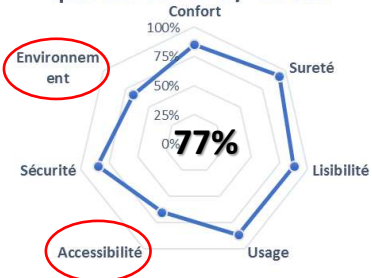 Confort
100%
Environnem
ent
75%
Sureté
50%
25%
0%
77%
Sécurité
Lisibilité
Accessibilité
Usage